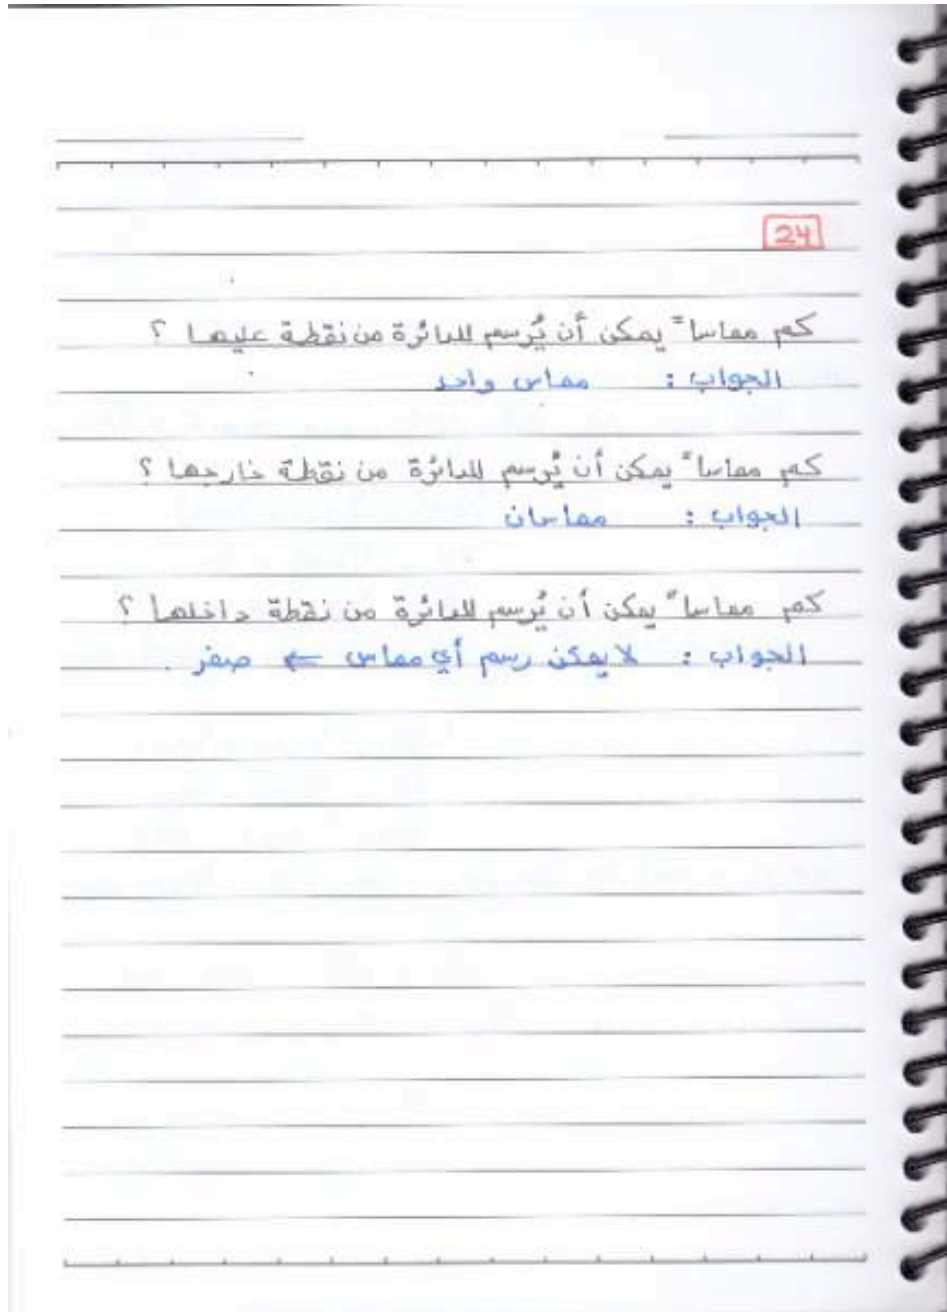 24
كم مماساً يمكن أن يُرسم للدائرة من نقطة عليها ؟
الجواب : مماس واحد
كم مماساً يمكن أن يُرسم للدائرة من نقطة خارجها ؟
الجواب : مماسان
كم مماساً يمكن أن يُرسم للدائرة من نقطة داخلها ؟
الجواب : لا يمكن رسم أي مماس ← صفر .